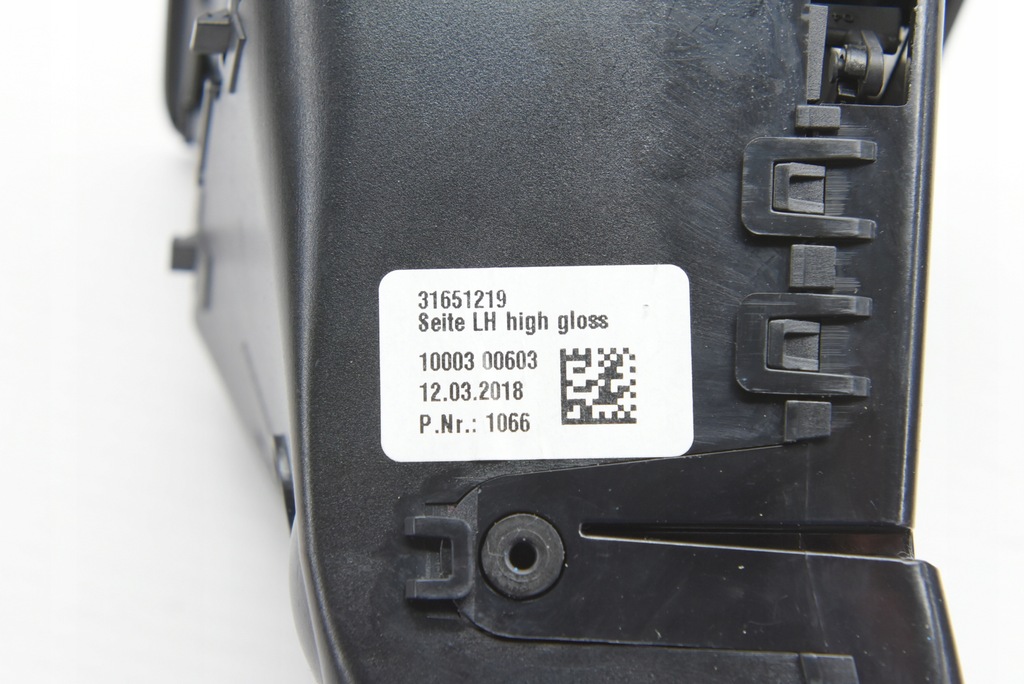 31651219
Seite LH high gloss
10003 00603
12.03.2018
P.Nr.: 1066